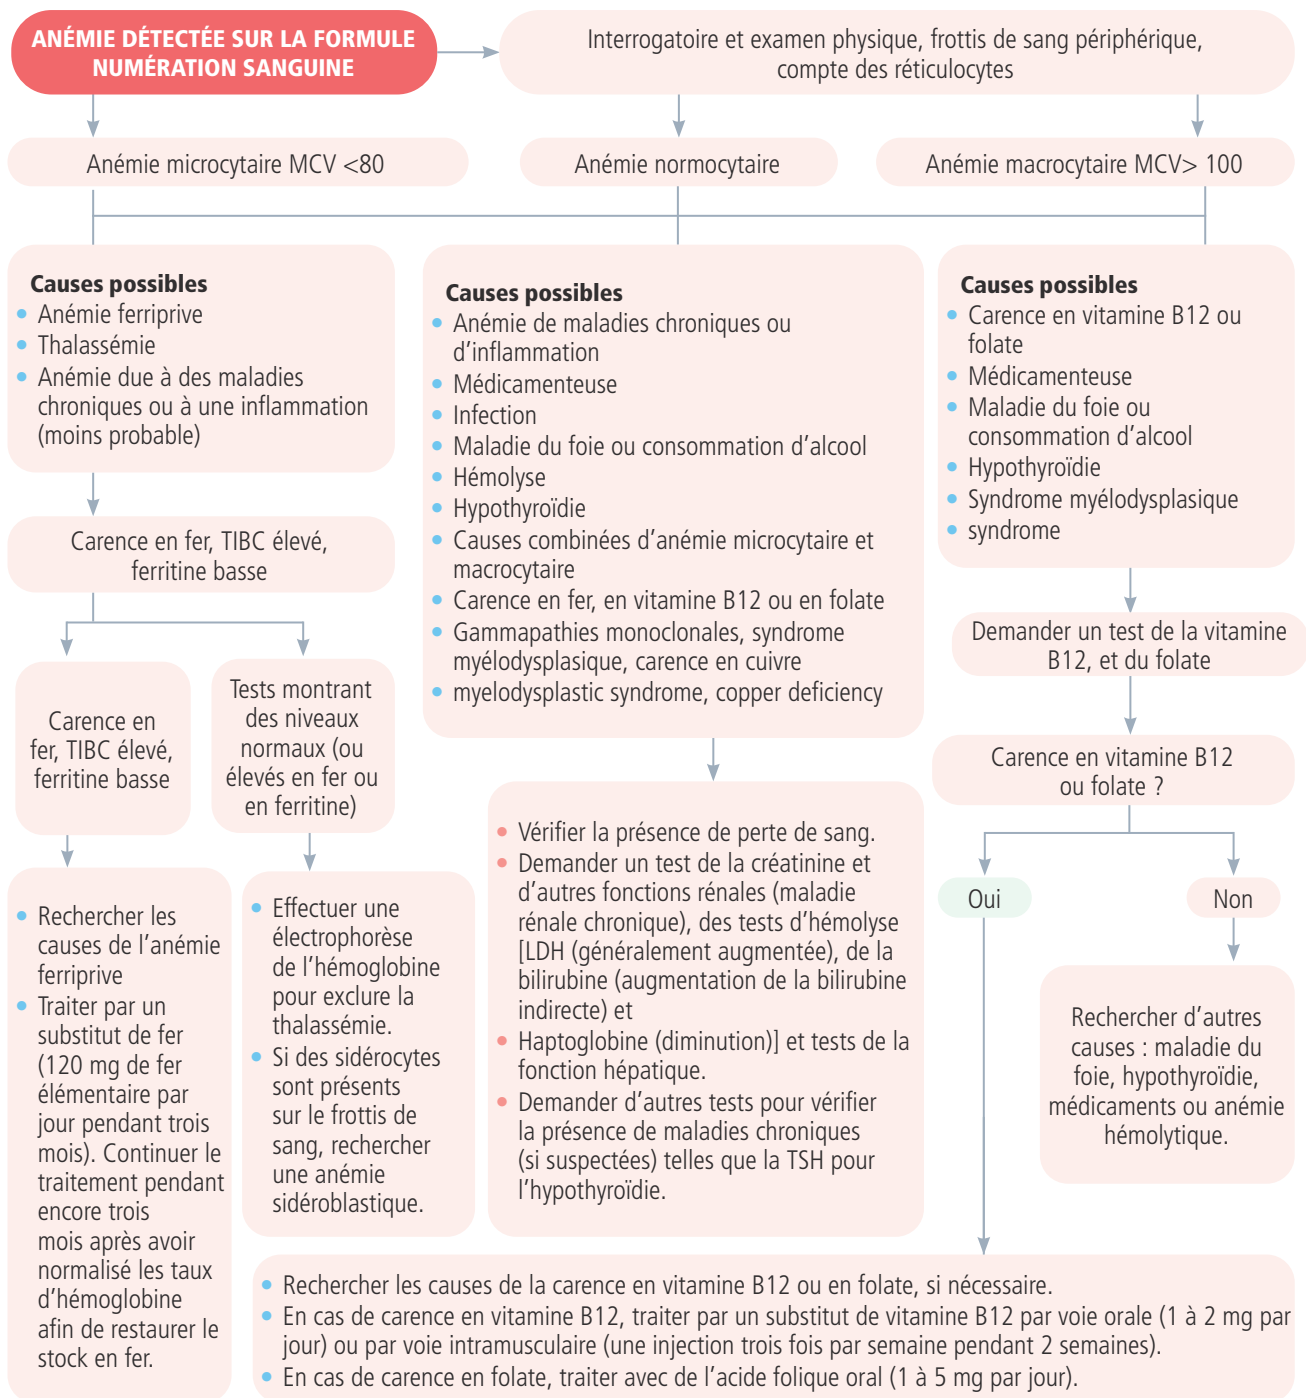 ANÉMIE DÉTECTÉE SUR LA FORMULE
NUMÉRATION SANGUINE
Interrogatoire et examen physique, frottis de sang périphérique,
compte des réticulocytes
Anémie microcytaire MCV <80
Anémie normocytaire
Anémie macrocytaire MCV> 100
Causes possibles
• Anémie ferriprive
• Thalassémie
• Anémie due à des maladies
chroniques ou à une inflammation
(moins probable)
Carence en fer, TIBC élevé,
ferritine basse
Carence en
fer, TIBC élevé,
ferritine basse
Tests montrant
des niveaux
normaux (ou
élevés en fer ou
en ferritine)
• Rechercher les
causes de l'anémie
ferriprive
• Traiter par un
substitut de fer
(120 mg de fer
élémentaire par
jour pendant trois
mois). Continuer le
traitement pendant
encore trois
mois après avoir
normalisé les taux
d'hémoglobine
afin de restaurer le
stock en fer.
• Effectuer une
électrophorèse
de l'hémoglobine
pour exclure la
thalassémie.
• Si des sidérocytes
sont présents
sur le frottis de
sang, rechercher
une anémie
sidéroblastique.
Causes possibles
• Anémie de maladies chroniques ou
d'inflammation
• Médicamenteuse
• Infection
• Maladie du foie ou consommation d'alcool
• Hémolyse
• Hypothyroïdie
• Causes combinées d'anémie microcytaire et
macrocytaire
• Carence en fer, en vitamine B12 ou en folate
• Gammapathies monoclonales, syndrome
myélodysplasique, carence en cuivre
• myelodysplastic syndrome, copper deficiency
• Vérifier la présence de perte de sang.
• Demander un test de la créatinine et
d'autres fonctions rénales (maladie
rénale chronique), des tests d'hémolyse
[LDH (généralement augmentée), de la
bilirubine (augmentation de la bilirubine
indirecte) et
• Haptoglobine (diminution)] et tests de la
fonction hépatique.
• Demander d'autres tests pour vérifier
la présence de maladies chroniques
(si suspectées) telles que la TSH pour
l'hypothyroïdie.
Causes possibles
• Carence en vitamine B12 ou
folate
• Médicamenteuse
• Maladie du foie ou
consommation d'alcool
• Hypothyroïdie
• Syndrome myélodysplasique
• syndrome
Demander un test de la vitamine
B12, et du folate
Carence en vitamine B12
ou folate ?
Oui
Non
Rechercher d'autres
causes : maladie du
foie, hypothyroïdie,
médicaments ou anémie
hémolytique.
• Rechercher les causes de la carence en vitamine B12 ou en folate, si nécessaire.
• En cas de carence en vitamine B12, traiter par un substitut de vitamine B12 par voie orale (1 à 2 mg par
jour) ou par voie intramusculaire (une injection trois fois par semaine pendant 2 semaines).
• En cas de carence en folate, traiter avec de l'acide folique oral (1 à 5 mg par jour).